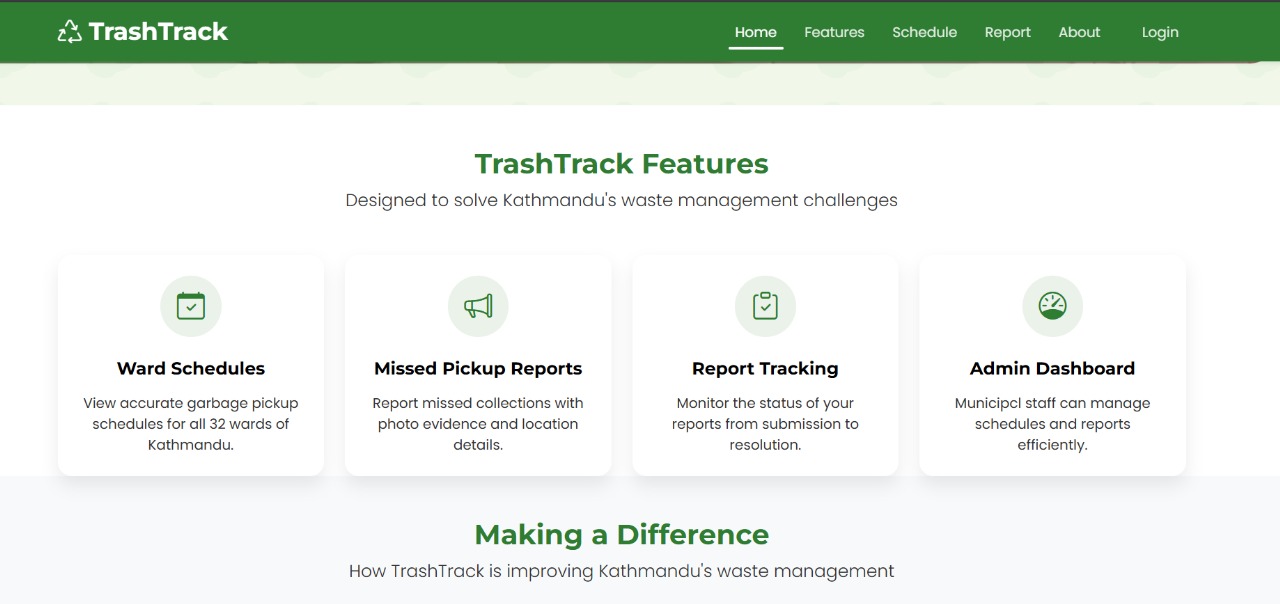 TrashTrack
Home Features Schedule Report About Login
TrashTrack Features
Designed to solve Kathmandu's waste management challenges
Ward Schedules
View accurate garbage pickup
schedules for all 32 wards of
Kathmandu.
Missed Pickup Reports
Report missed collections with
photo evidence and location
details.
Report Tracking
Monitor the status of your
reports from submission to
resolution.
Admin Dashboard
Municipcl staff can manage
schedules and reports
efficiently.
Making a Difference
How TrashTrack is improving Kathmandu's waste management